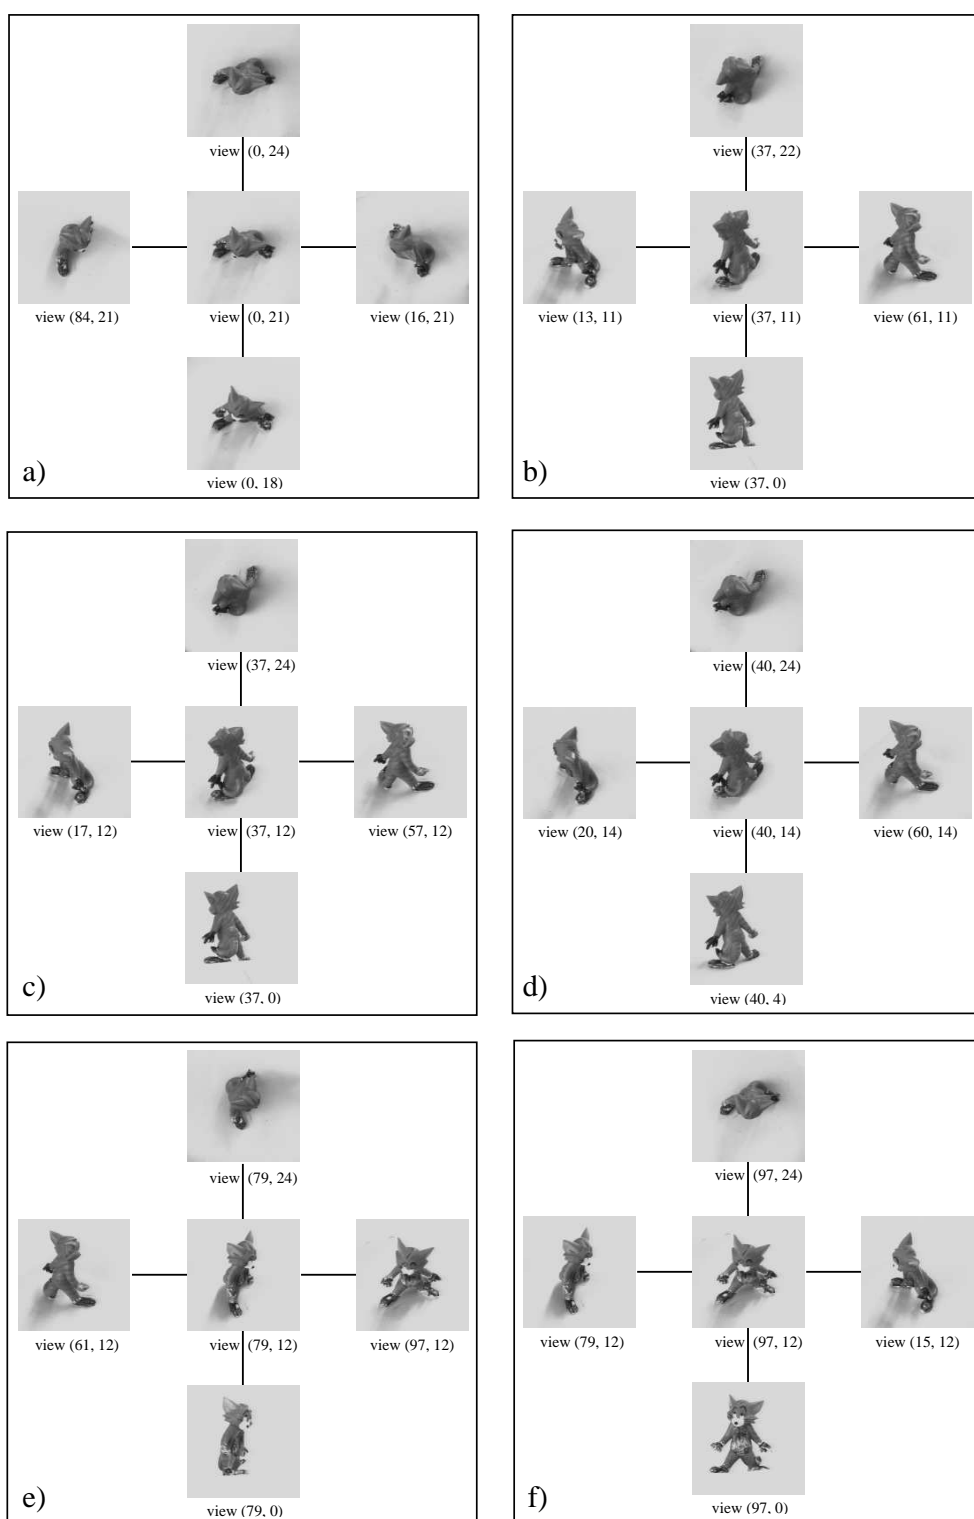 view (0, 24)
view (84, 21)
view (0, 21)
view (16, 21)
view (0, 18)
a)
view (37, 22)
view (13, 11)
view (37, 11)
view (61, 11)
view (37, 0)
b)
view (37, 24)
view (17, 12)
view (37, 12)
view (57, 12)
view (37, 0)
c)
view (40, 24)
view (20, 14)
view (40, 14)
view (60, 14)
view (40, 4)
d)
view (79, 24)
view (61, 12)
view (79, 12)
view (97, 12)
view (79, 0)
e)
view (97, 24)
view (79, 12)
view (97, 12)
view (15, 12)
view (97, 0)
f)